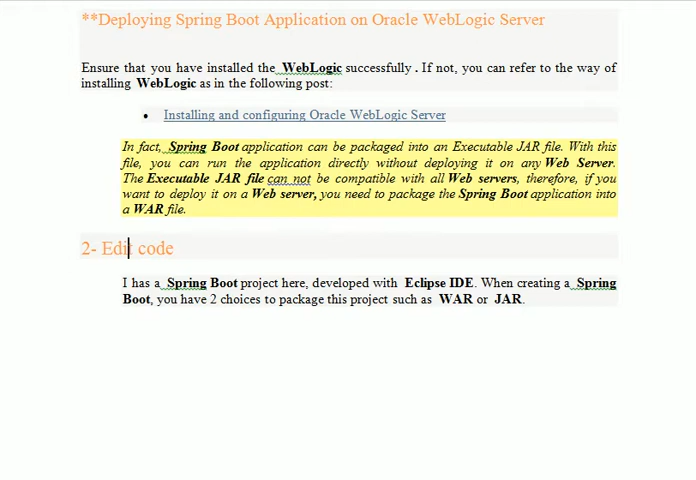 **Deploying Spring Boot Application on Oracle WebLogic Server
Ensure that you have installed the WebLogic successfully . If not, you can refer to the way of
installing WebLogic as in the following post:
• Installing and configuring Oracle WebLogic Server
In fact, Spring Boot application can be packaged into an Executable JAR file. With this
file, you can run the application directly without deploying it on any Web Server.
The Executable JAR file can not be compatible with all Web servers, therefore, if you
want to deploy it on a Web server, you need to package the Spring Boot application into
a WAR file.
2- Edit code
I has a Spring Boot project here, developed with Eclipse IDE. When creating a Spring
Boot, you have 2 choices to package this project such as WAR or JAR.